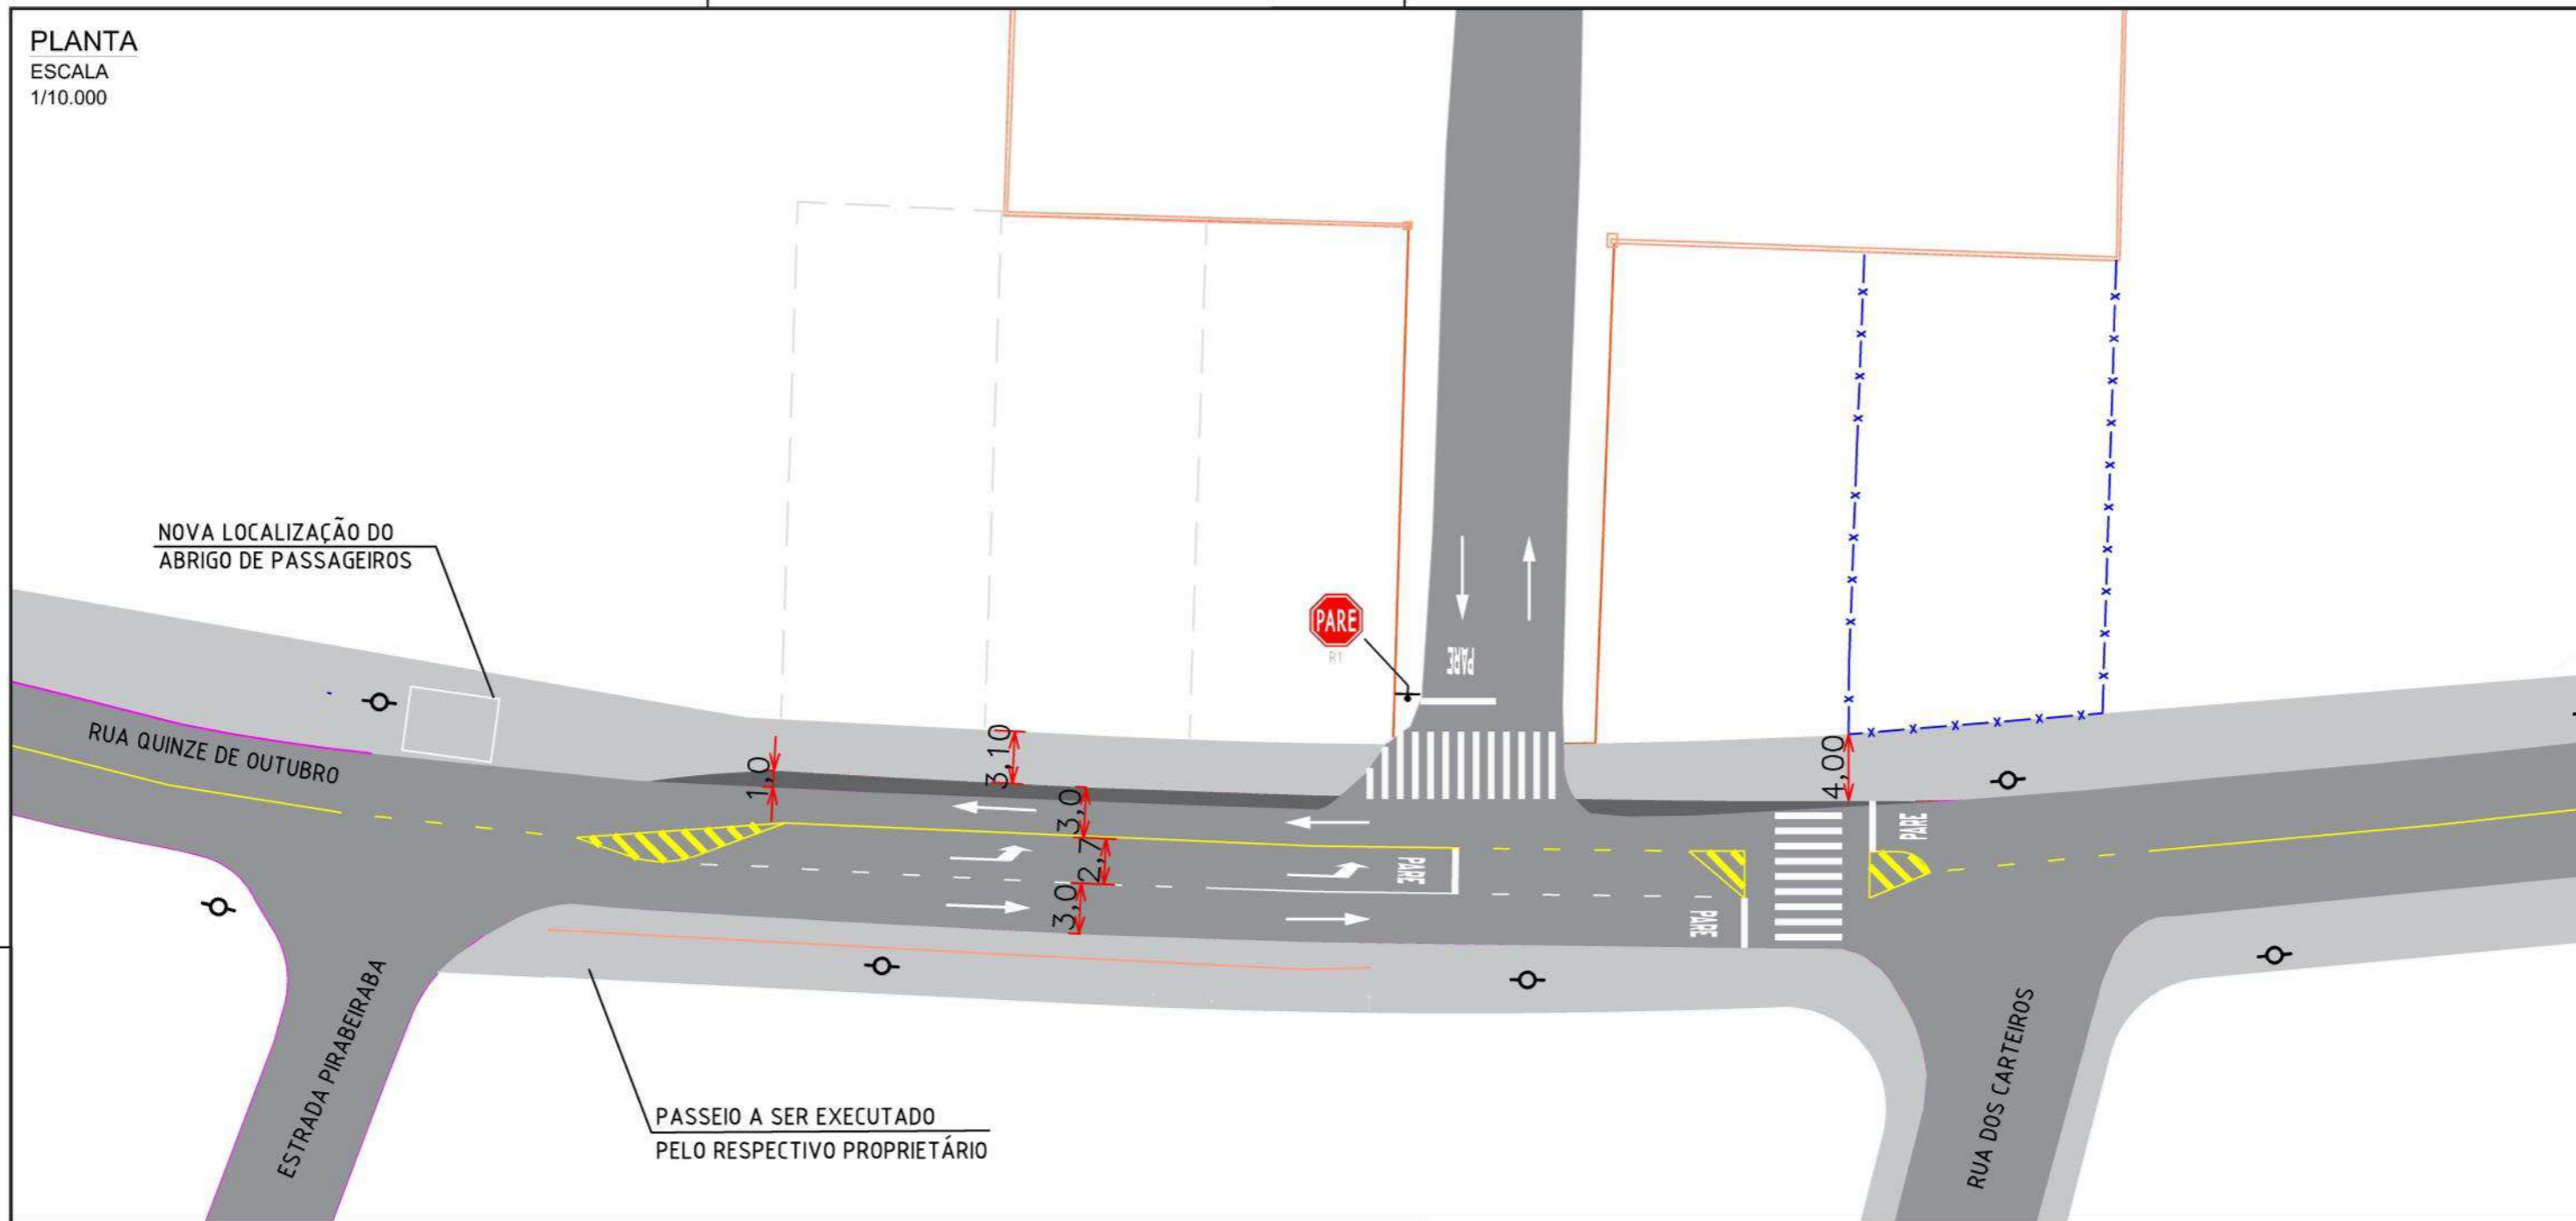 PLANTA
ESCALA
1/10.000
NOVA LOCALIZAÇÃO DO
ABRIGO DE PASSAGEIROS
RUA QUINZE DE OUTUBRO
PARE
R1
PARE
1,0
3,10
3,0
2,7
3,0
4,00
PARE
PARE
PARE
ESTRADA PIRABEIRABA
PASSEIO A SER EXECUTADO
PELO RESPECTIVO PROPRIETÁRIO
RUA DOS CARTEIROS